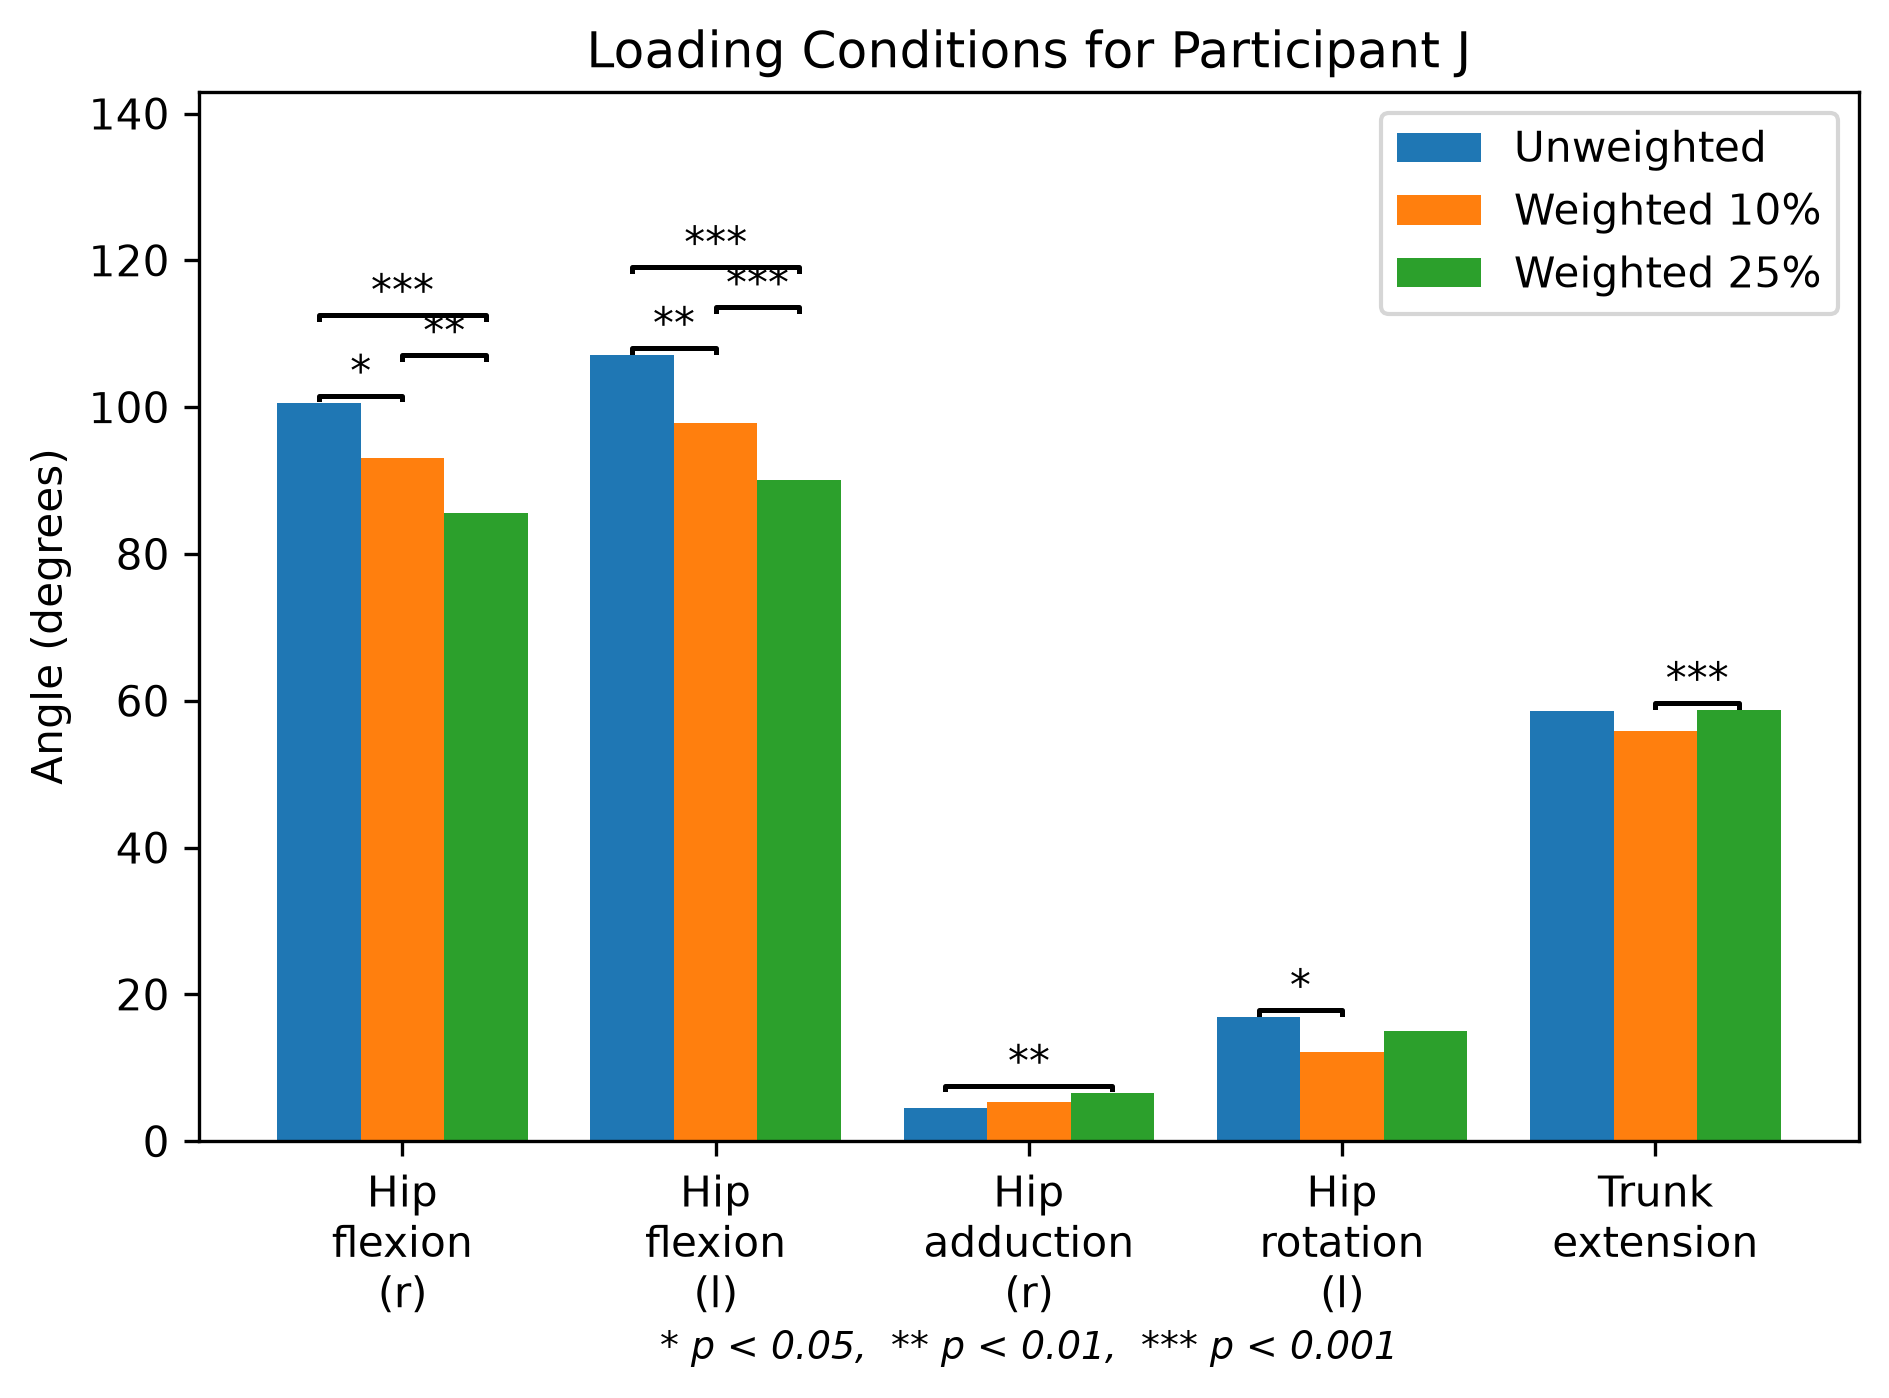 Loading Conditions for Participant J
Unweighted
Weighted 10%
Weighted 25%
Angle (degrees)
140
120
100
80
60
40
20
0
***
**
*
***
***
**
**
*
***
Hip
flexion
(r)
Hip
flexion
(l)
Hip
adduction
(r)
Hip
rotation
(l)
Trunk
extension
* p < 0.05,  ** p < 0.01,  *** p < 0.001